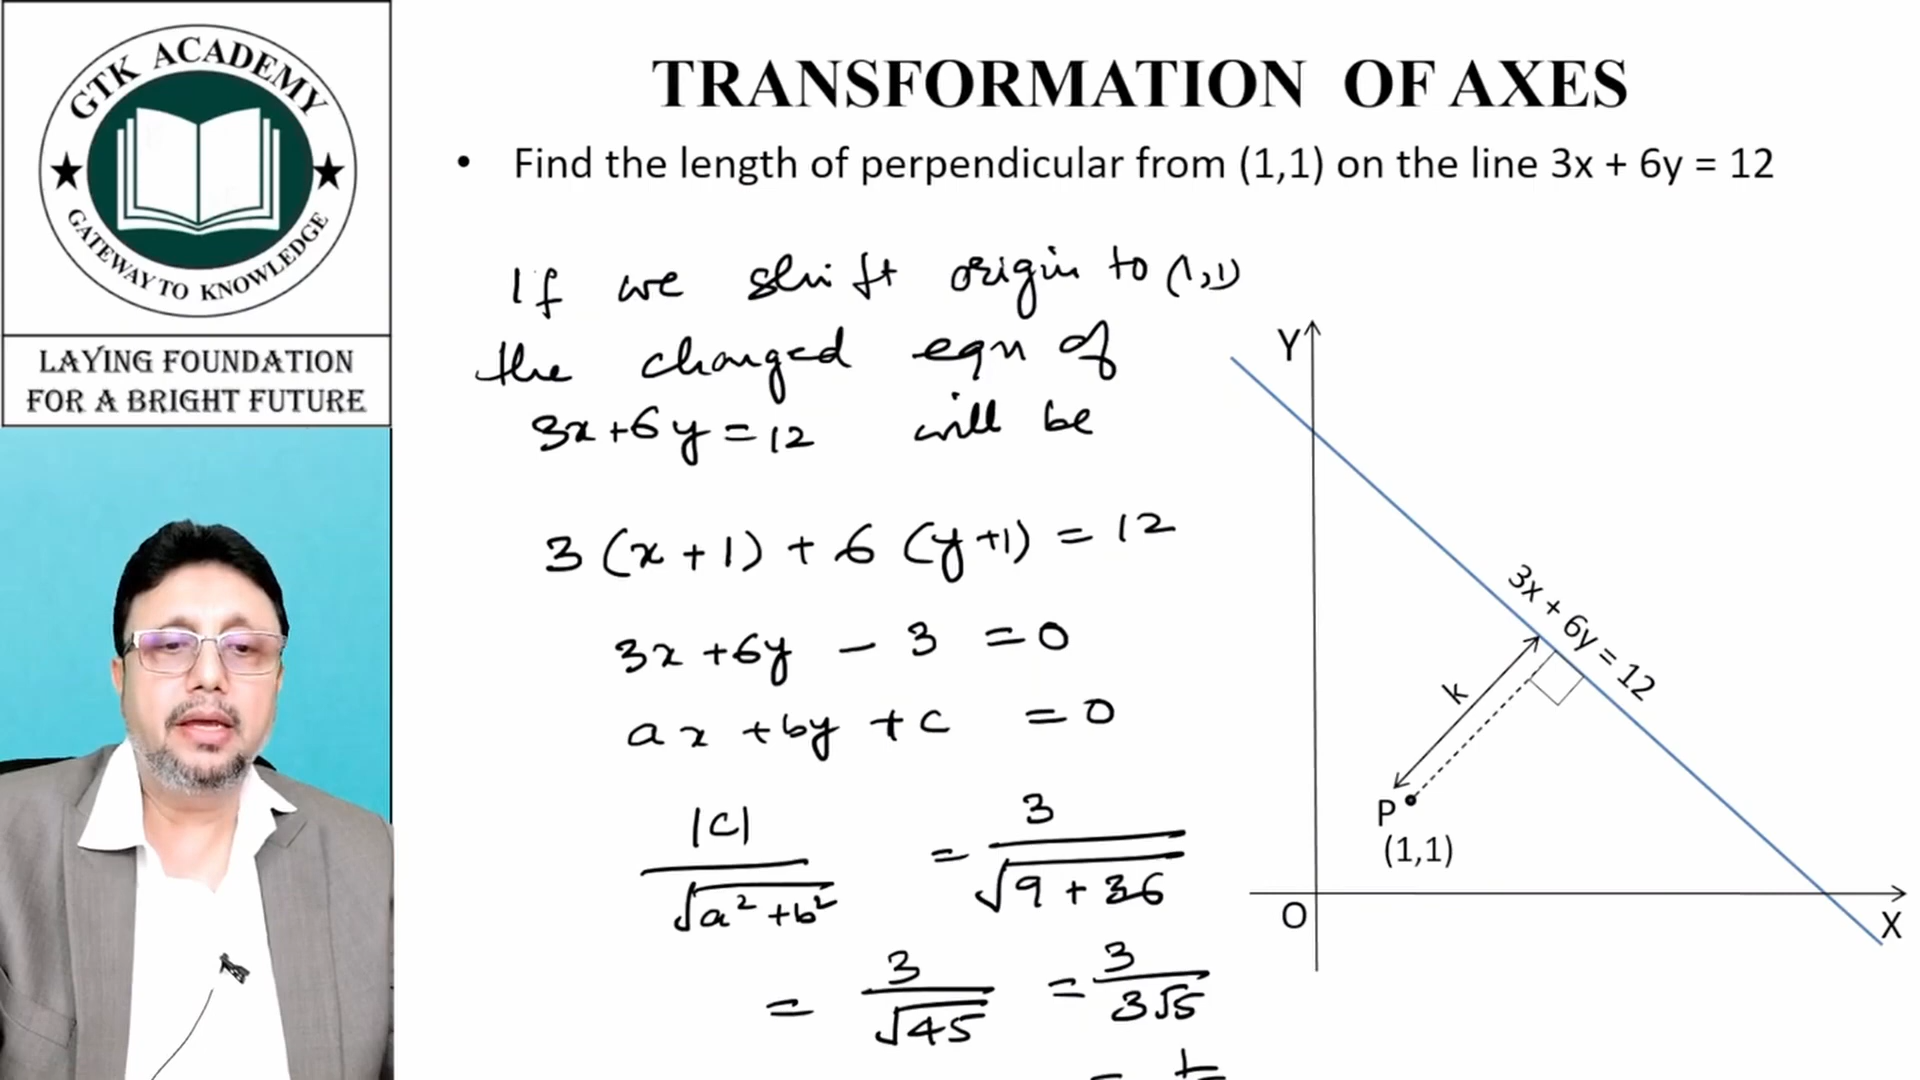 GTK ACADEMY
GATEWAY TO KNOWLEDGE
LAYING FOUNDATION
FOR A BRIGHT FUTURE
TRANSFORMATION OF AXES
• Find the length of perpendicular from (1,1) on the line 3x + 6y = 12
If we shift origin to (1,1)
the changed eqn of
3x+6y=12 will be
3(x+1) + 6(y+1) = 12
3x+6y - 3 = 0
ax+by+c = 0
|c| / √a²+b² = 3 / √9+36
= 3 / √45 = 3 / 3√5
Y
3x + 6y = 12
k
P
(1,1)
O
X